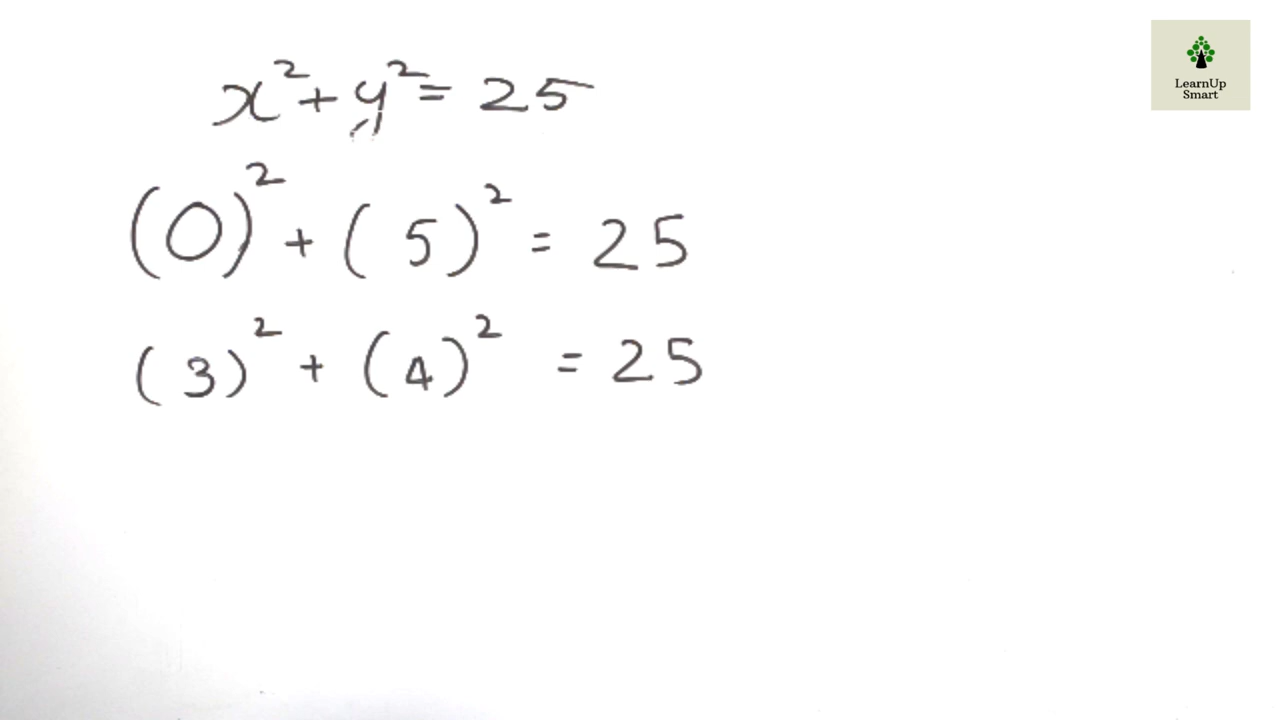 x² + y² = 25
(0)² + (5)² = 25
(3)² + (4)² = 25
LearnUp
Smart